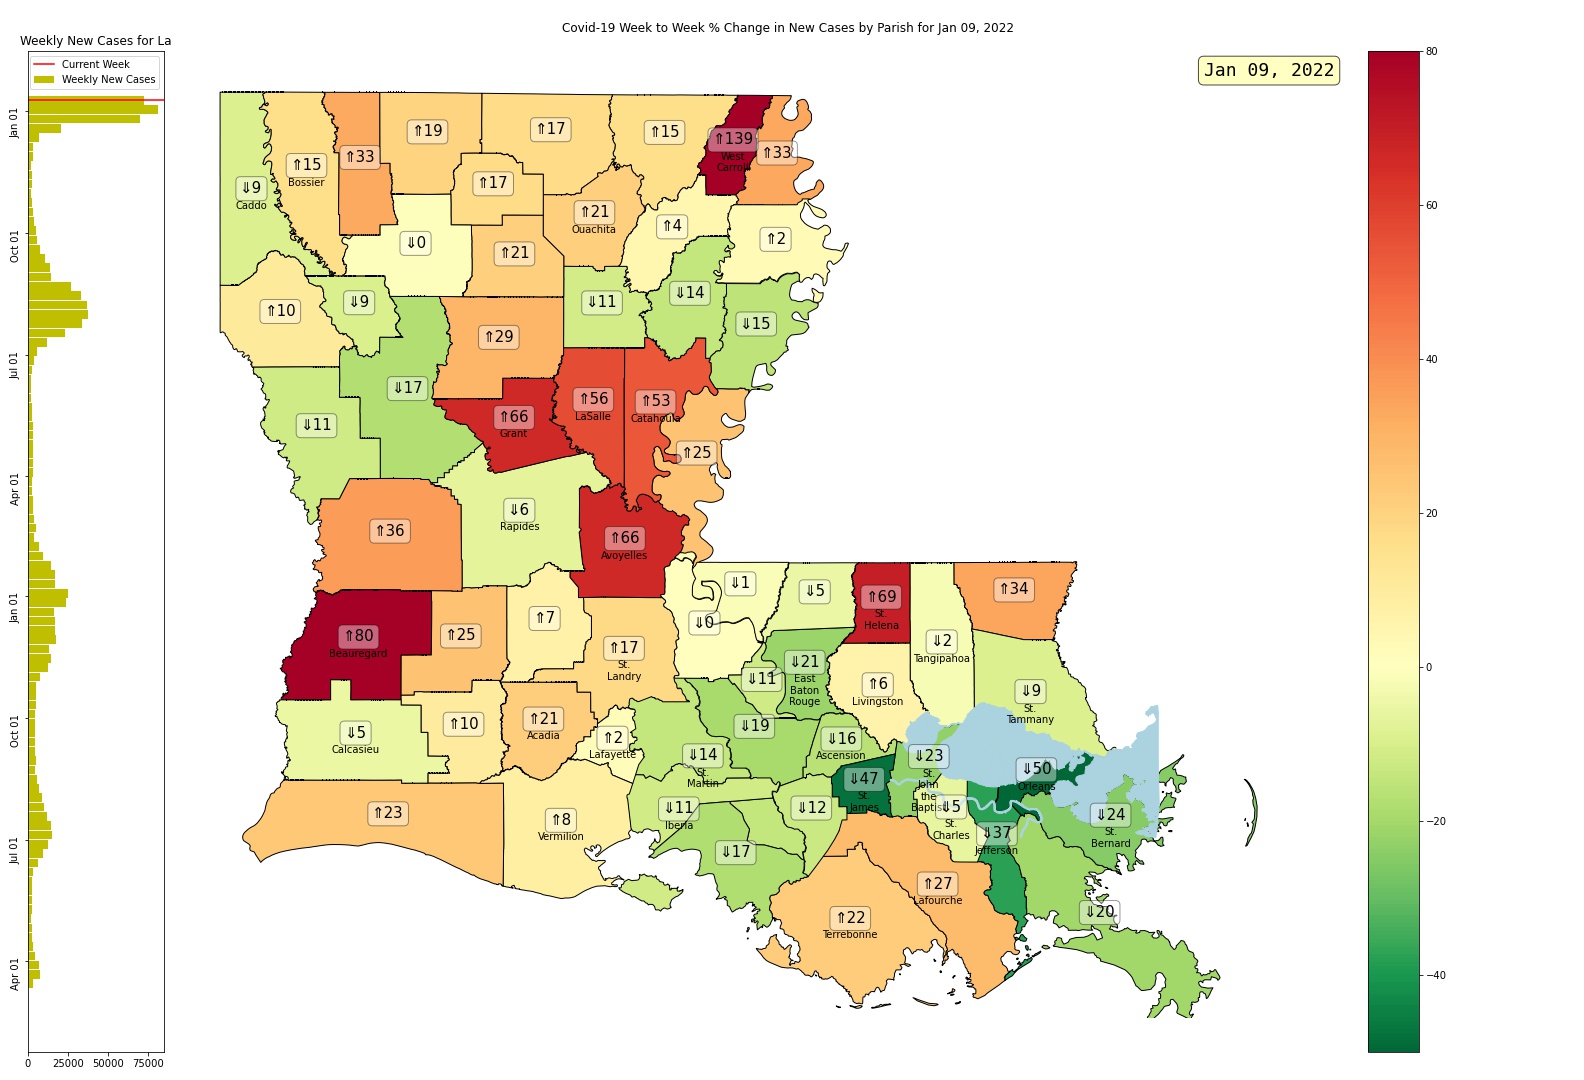 Covid-19 Week to Week % Change in New Cases by Parish for Jan 09, 2022
Weekly New Cases for La
Current Week
Weekly New Cases
Jan 01
Oct 01
Jul 01
Apr 01
Jan 01
Oct 01
Jul 01
Apr 01
0 25000 50000 75000
Jan 09, 2022
⇑139
West
Carroll
⇑33
⇑19
⇑17
⇑15
⇑33
⇑15
Bossier
⇑17
⇓9
Caddo
⇑21
Ouachita
⇑4
⇑2
⇓0
⇑21
⇓14
⇓11
⇓9
⇑10
⇓15
⇑29
⇓17
⇑56
LaSalle
⇑53
Catahoula
⇑66
Grant
⇓11
⇑25
⇓6
Rapides
⇑36
⇑66
Avoyelles
⇓1
⇓5
⇑69
St.
Helena
⇑34
⇑7
⇓0
⇑80
Beauregard
⇑25
⇑17
St.
Landry
⇓2
Tangipahoa
⇓21
East
Baton
Rouge
⇓11
⇑6
Livingston
⇓9
St.
Tammany
⇓5
Calcasieu
⇑10
⇑21
Acadia
⇑2
Lafayette
⇓19
⇓16
Ascension
⇓14
St.
Martin
⇓23
St.
John
the
Baptist
⇓50
Orleans
⇓47
St.
James
⇑23
⇑8
Vermilion
⇓11
Iberia
⇓12
⇓5
St.
Charles
⇓24
St.
Bernard
⇓37
Jefferson
⇓17
⇑27
Lafourche
⇑22
Terrebonne
⇓20
80
60
40
20
0
−20
−40